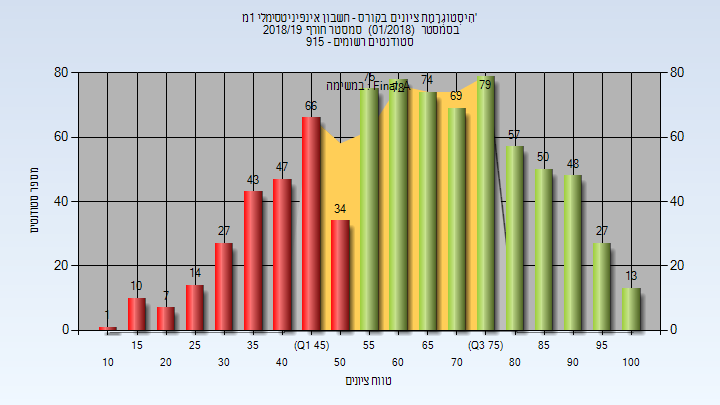 היסטוגרמת ציונים בקורס - חשבון אינפיניטסימלי 1מ'
בסמסטר (01/2018) סמסטר חורף 2018/19
סטודנטים רשומים - 915
במשימה: Final_A
80 80
60 60
40 40
20 20
0 0
מספר סטודנטים
1 10 7 14 27 43 47 66 34 75 78 74 69 79 57 50 48 27 13
15 25 35 (Q1 45) 55 65 (Q3 75) 85 95
10 20 30 40 50 60 70 80 90 100
טווח ציונים